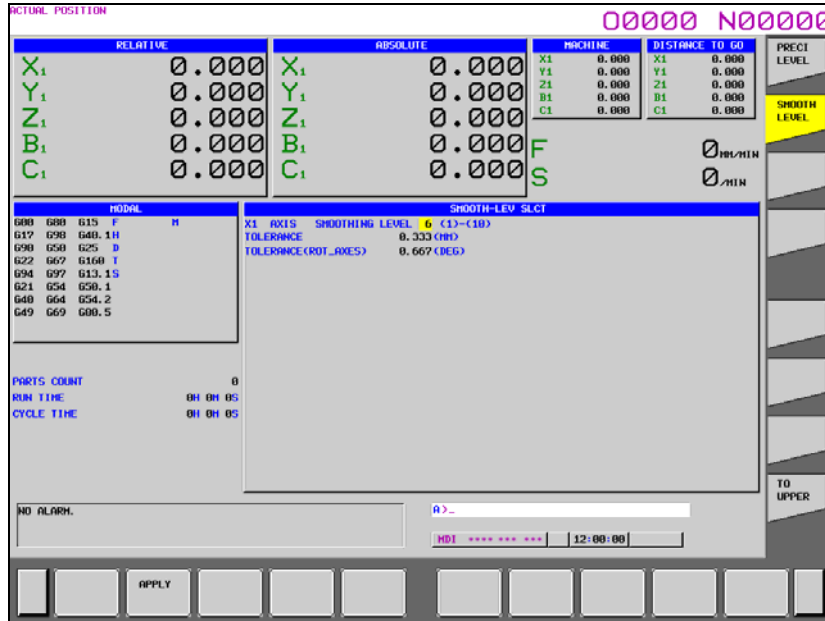 ACTUAL POSITION
O0000 N00000
RELATIVE
X1 0.000
Y1 0.000
Z1 0.000
B1 0.000
C1 0.000
ABSOLUTE
X1 0.000
Y1 0.000
Z1 0.000
B1 0.000
C1 0.000
MACHINE
X1 0.000
Y1 0.000
Z1 0.000
B1 0.000
C1 0.000
DISTANCE TO GO
X1 0.000
Y1 0.000
Z1 0.000
B1 0.000
C1 0.000
F 0 MM/MIN
S 0 /MIN
PRECI
LEVEL
SMOOTH
LEVEL
MODAL
G00 G80 G15 F M
G17 G98 G40.1 H
G90 G50 G25 D
G22 G67 G160 T
G94 G97 G13.1 S
G21 G54 G50.1
G40 G64 G54.2
G49 G69 G80.5
SMOOTH-LEV SLCT
X1 AXIS SMOOTHING LEVEL 6 (1)-(10)
TOLERANCE 0.333(MM)
TOLERANCE(ROT_AXES) 0.667(DEG)
PARTS COUNT 0
RUN TIME 0H 0M 0S
CYCLE TIME 0H 0M 0S
TO
UPPER
NO ALARM.
A>_
MDI **** *** ***
12:00:00
APPLY